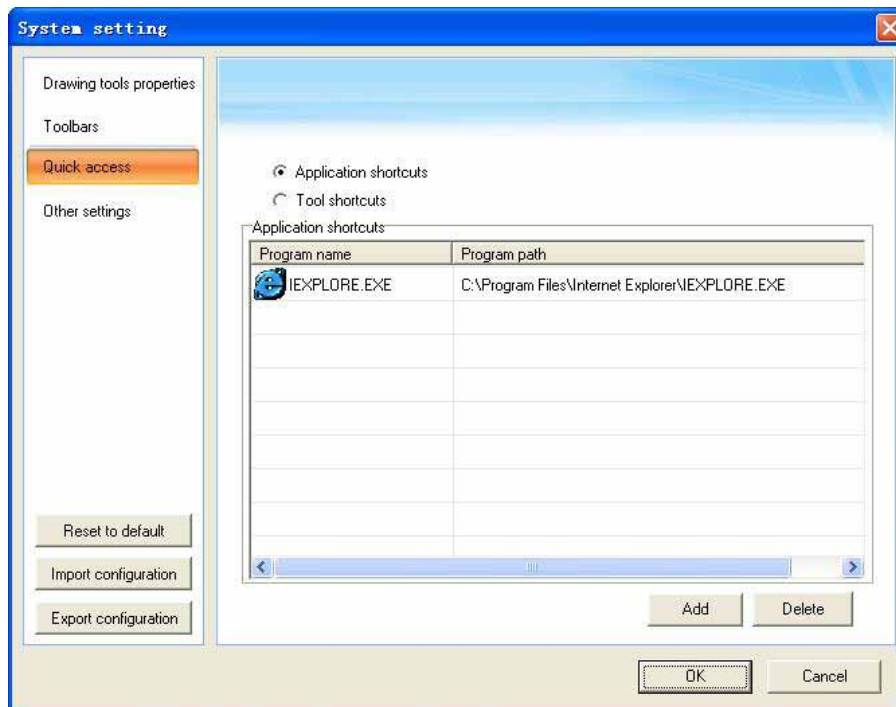 System setting
Drawing tools properties
Toolbars
Quick access
Other settings
Reset to default
Import configuration
Export configuration
Application shortcuts
Tool shortcuts
Application shortcuts
Program name Program path
IEXPLORE.EXE C:\Program Files\Internet Explorer\IEXPLORE.EXE
Add Delete
OK Cancel